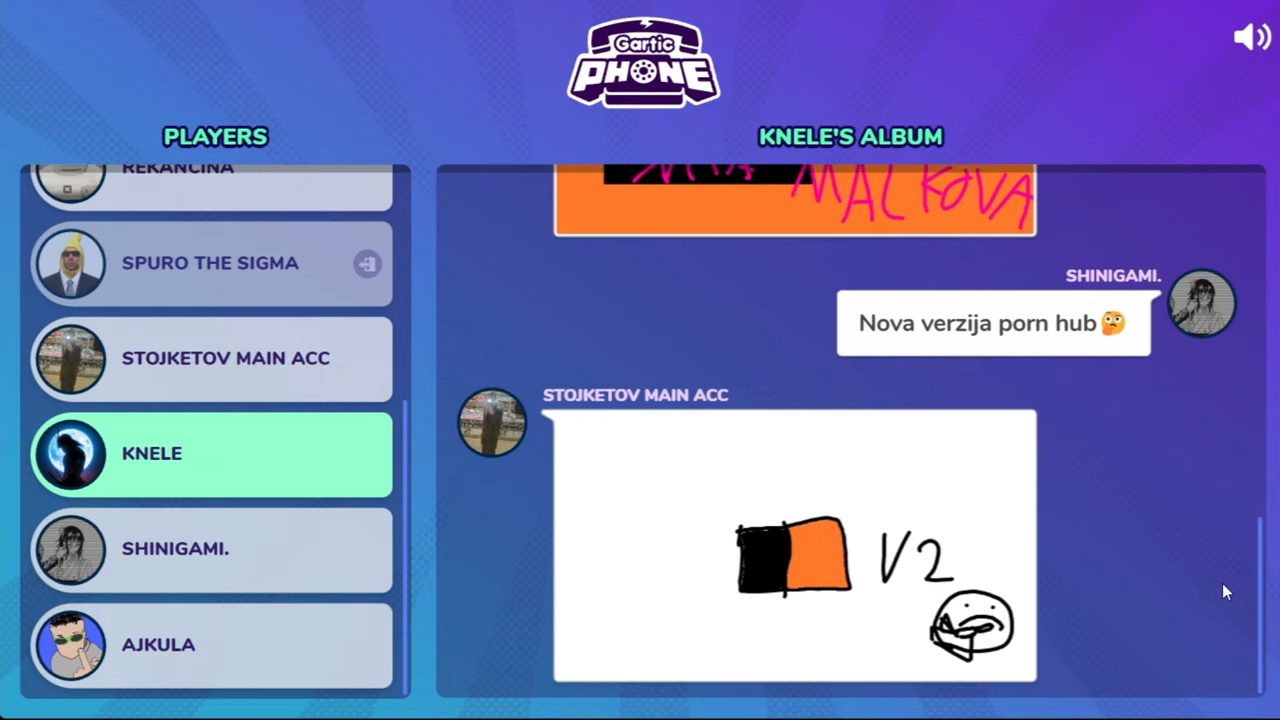 Gartic
PHONE
PLAYERS
KNELE'S ALBUM
REKANCINA
SPURO THE SIGMA
STOJKETOV MAIN ACC
KNELE
SHINIGAMI.
AJKULA
MALKOVA
SHINIGAMI.
Nova verzija porn hub🤔
STOJKETOV MAIN ACC
V2